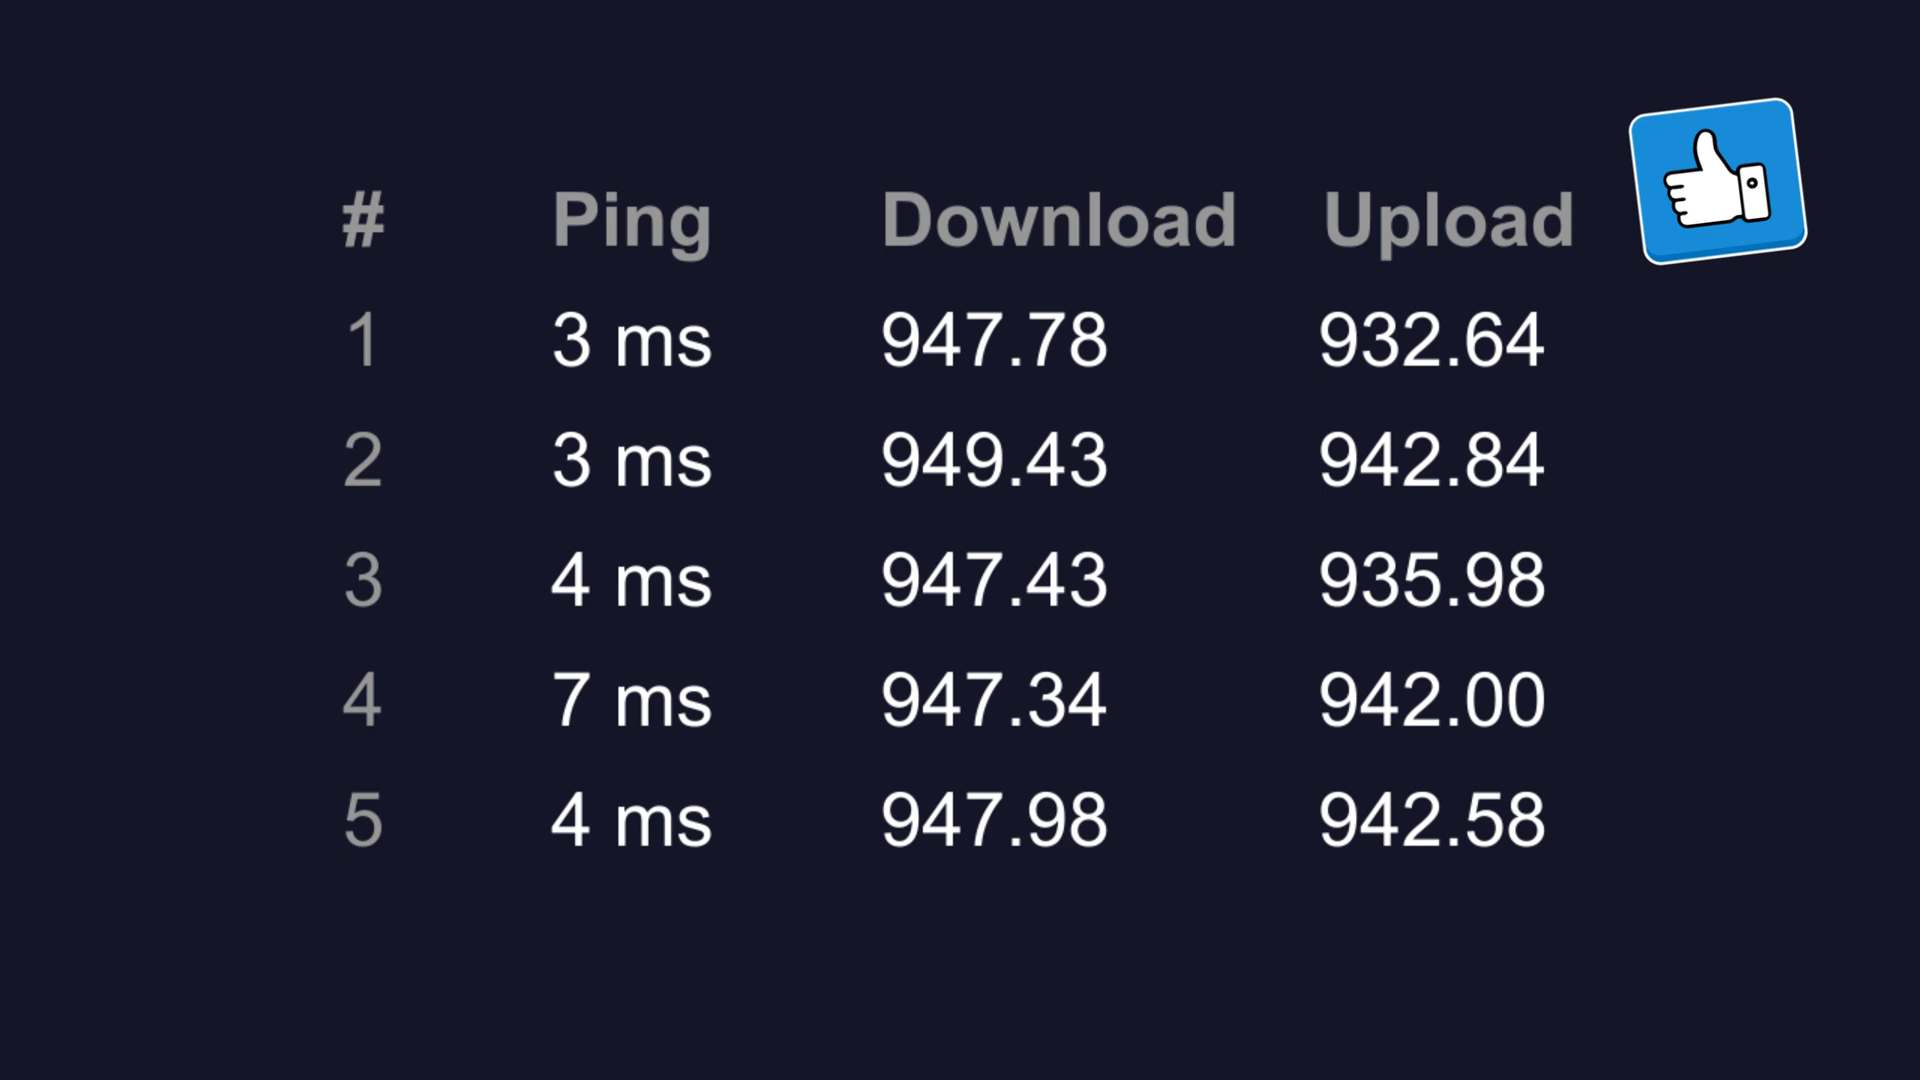 # Ping Download Upload
1 3 ms 947.78 932.64
2 3 ms 949.43 942.84
3 4 ms 947.43 935.98
4 7 ms 947.34 942.00
5 4 ms 947.98 942.58